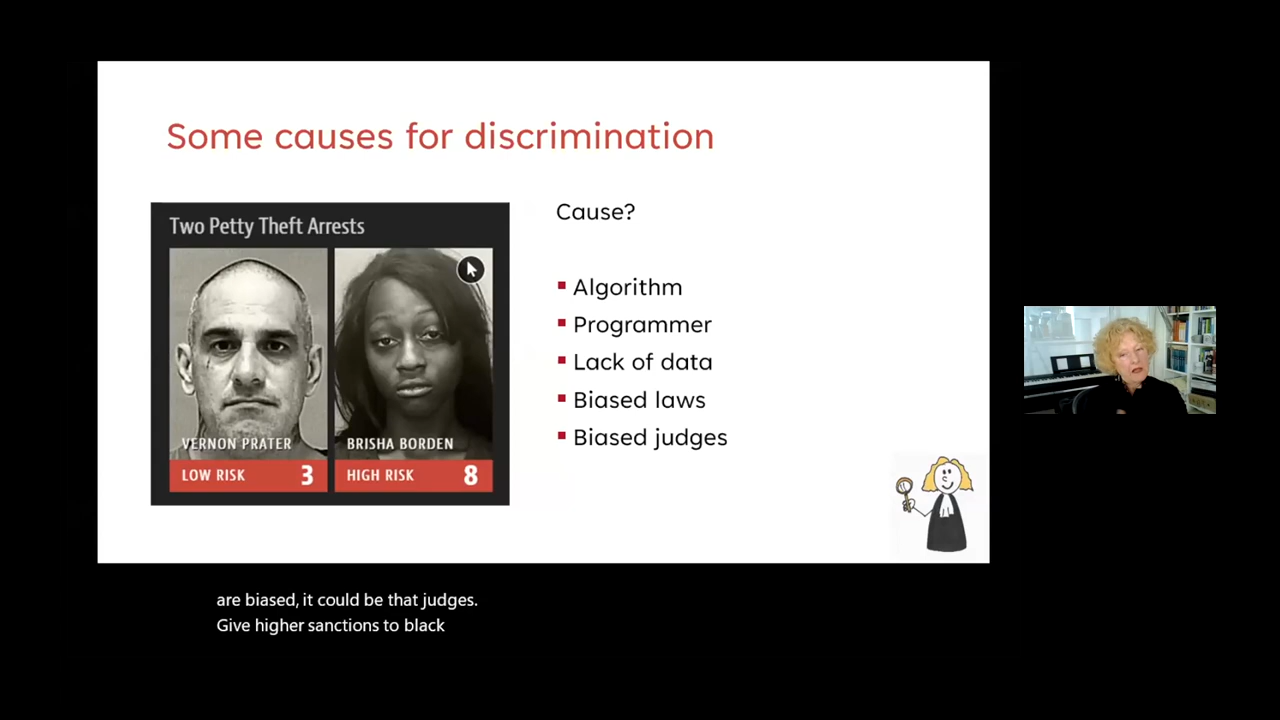 Some causes for discrimination
Two Petty Theft Arrests
VERNON PRATER
LOW RISK 3
BRISHA BORDEN
HIGH RISK 8
Cause?
Algorithm
Programmer
Lack of data
Biased laws
Biased judges
are biased, it could be that judges.
Give higher sanctions to black